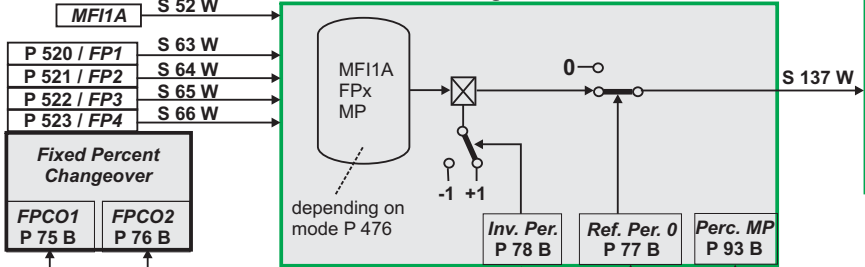 MFI1A
S 52 W
P 520 / FP1
S 63 W
P 521 / FP2
S 64 W
P 522 / FP3
S 65 W
P 523 / FP4
S 66 W
Fixed Percent
Changeover
FPCO1
P 75 B
FPCO2
P 76 B
MFI1A
FPx
MP
depending on
mode P 476
-1 +1
0
S 137 W
Inv. Per.
P 78 B
Ref. Per. 0
P 77 B
Perc. MP
P 93 B